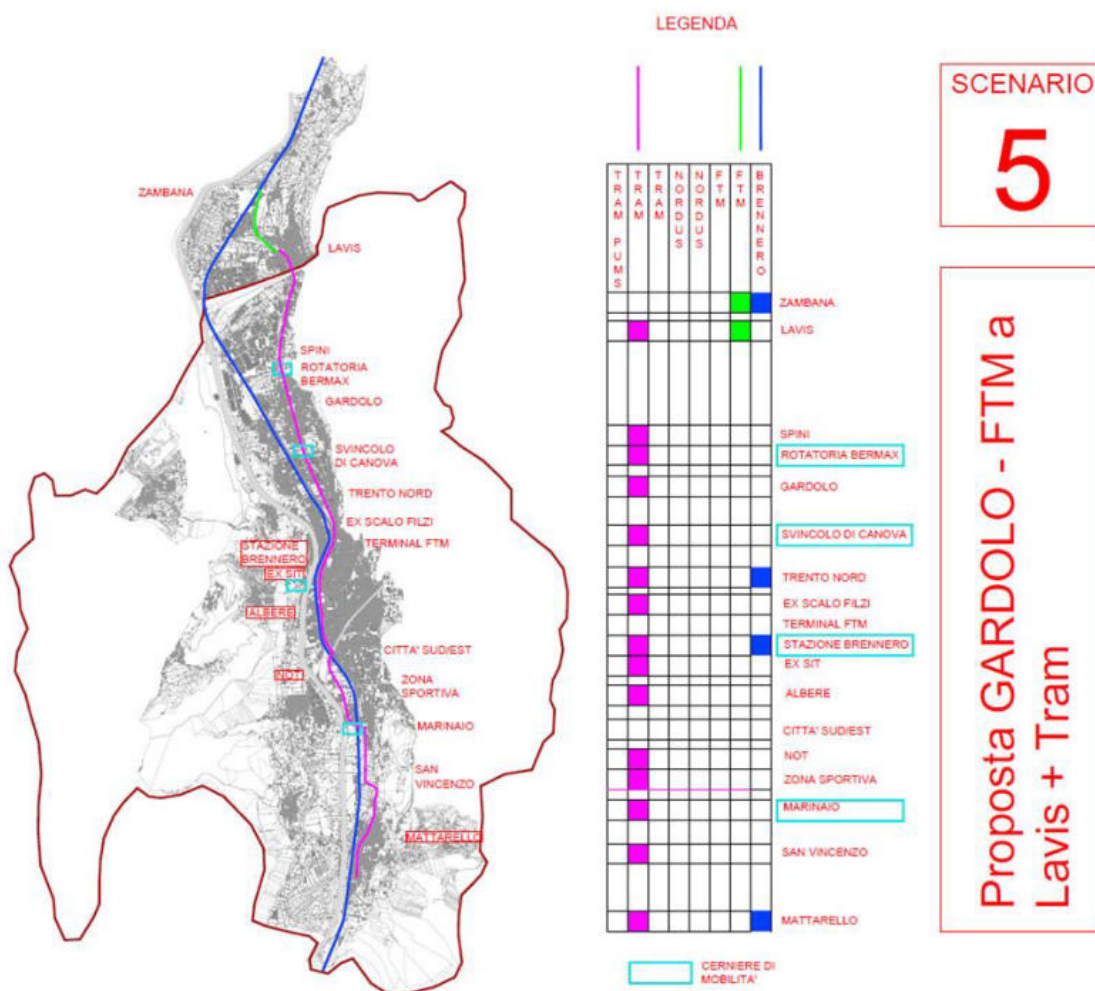 LEGENDA
SCENARIO
5
Proposta GARDOLO - FTM a
Lavis + Tram
ZAMBANA
LAVIS
SPINI
ROTATORIA
BERMAX
GARDOLO
SVINCOLO
DI CANOVA
TRENTO NORD
EX SCALO FILZI
TERMINAL FTM
STAZIONE
BRENNERO
EX SIT
ALBERE
CITTA' SUD/EST
NOT
ZONA
SPORTIVA
MARINAIO
SAN
VINCENZO
MATTARELLO
TRAM PUMS
TRAM
TRAM
NORDUS
NORDUS
FTM
FTM
BRENNERO
ZAMBANA
LAVIS
SPINI
ROTATORIA BERMAX
GARDOLO
SVINCOLO DI CANOVA
TRENTO NORD
EX SCALO FILZI
TERMINAL FTM
STAZIONE BRENNERO
EX SIT
ALBERE
CITTA' SUD/EST
NOT
ZONA SPORTIVA
MARINAIO
SAN VINCENZO
MATTARELLO
CERNIERE DI
MOBILITA'